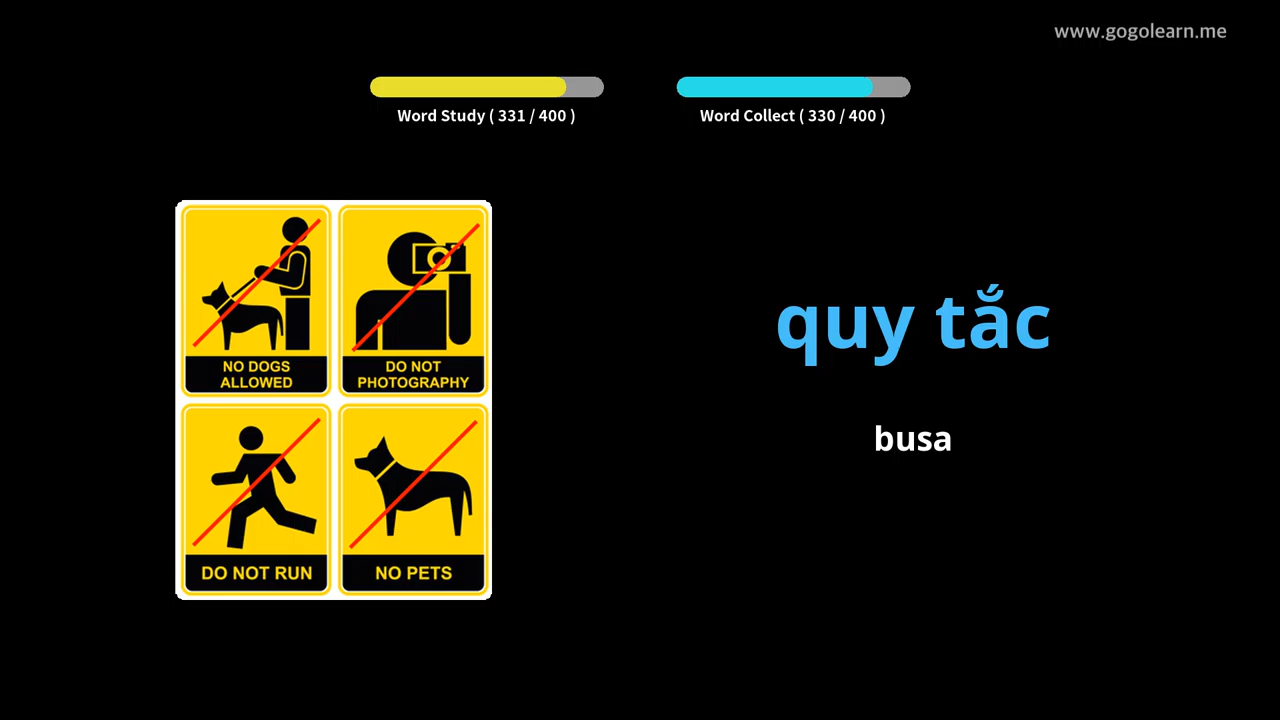 www.gogolearn.me
Word Study ( 331 / 400 )
Word Collect ( 330 / 400 )
NO DOGS
ALLOWED
DO NOT
PHOTOGRAPHY
DO NOT RUN
NO PETS
quy tắc
busa